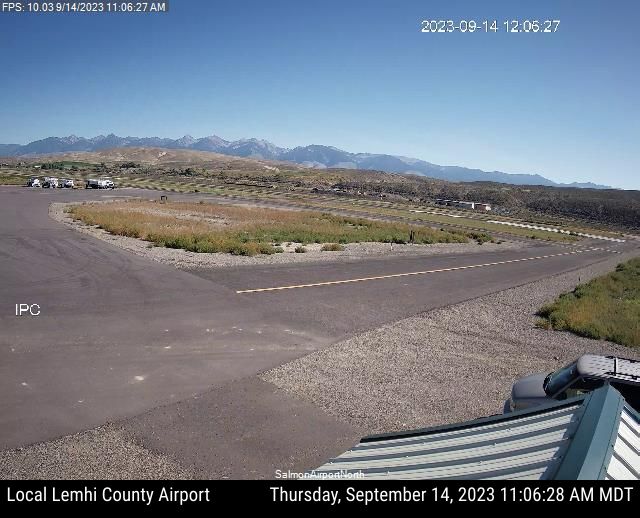 FPS: 10.03 9/14/2023 11:06:27 AM
2023-09-14 12:06:27
IPC
SalmonAirportNorth
Local Lemhi County Airport Thursday, September 14, 2023 11:06:28 AM MDT